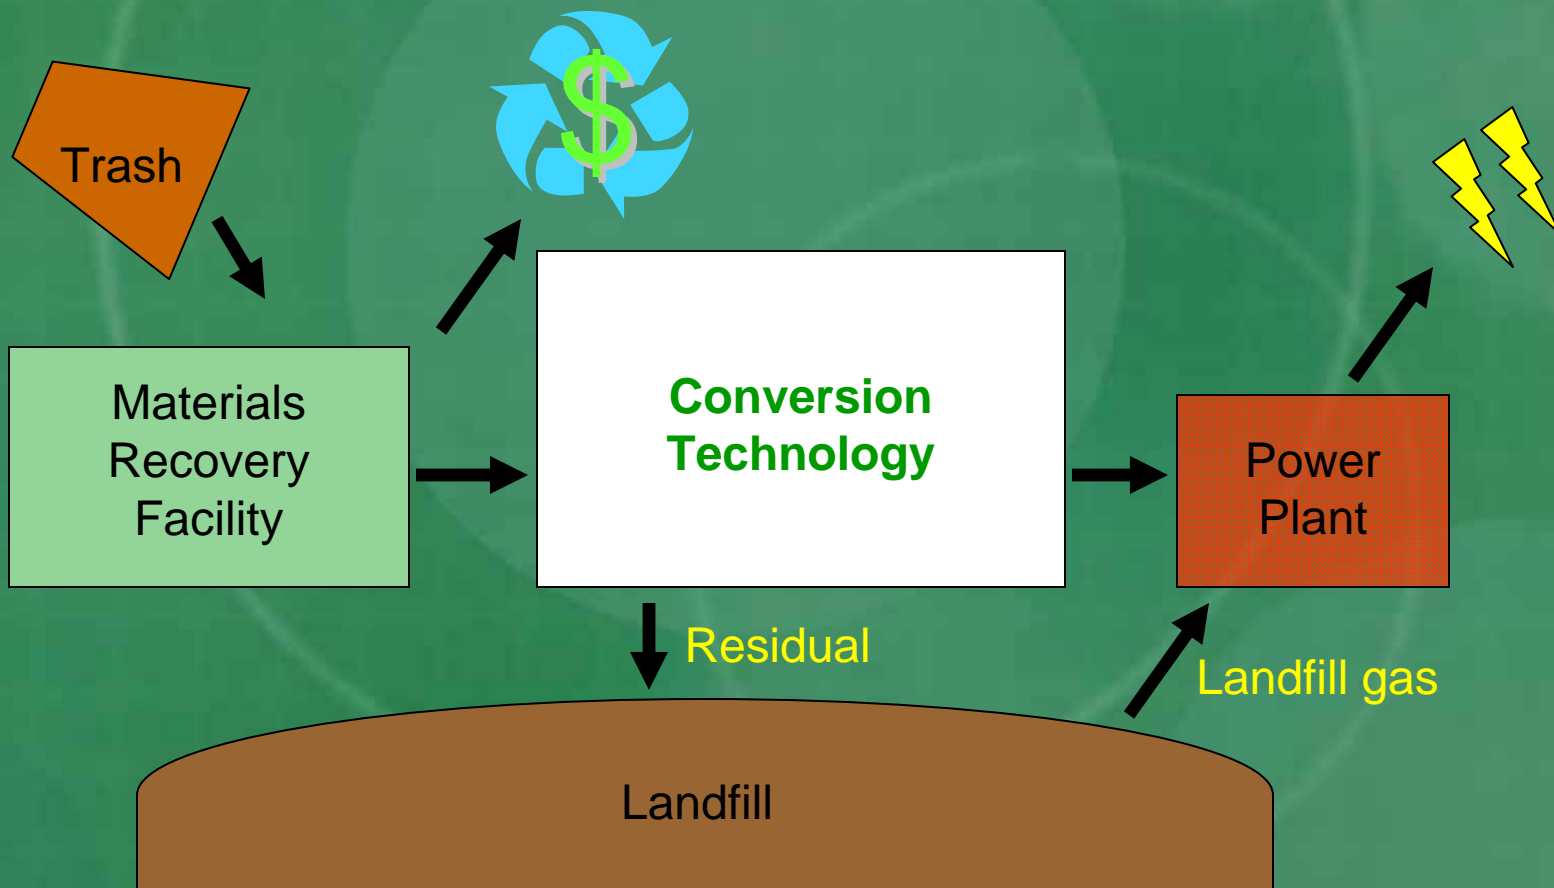 Trash
$
Materials
Recovery
Facility
Conversion
Technology
Power
Plant
Residual
Landfill gas
Landfill